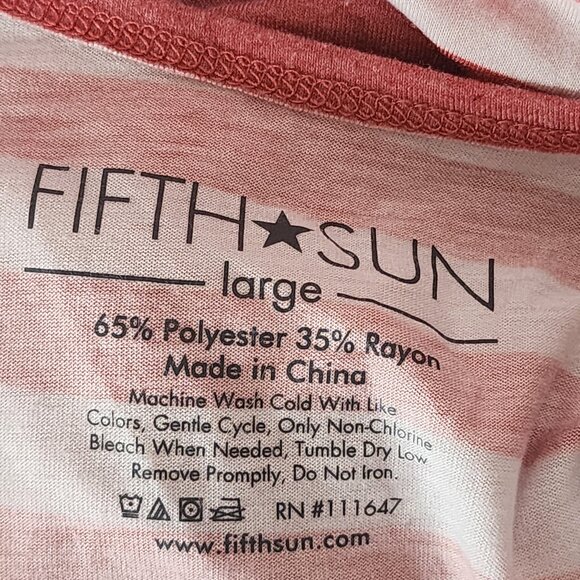 FIFTH★SUN
large
65% Polyester 35% Rayon
Made in China
Machine Wash Cold With Like
Colors, Gentle Cycle, Only Non-Chlorine
Bleach When Needed, Tumble Dry Low
Remove Promptly, Do Not Iron.
RN #111647
www.fifthsun.com